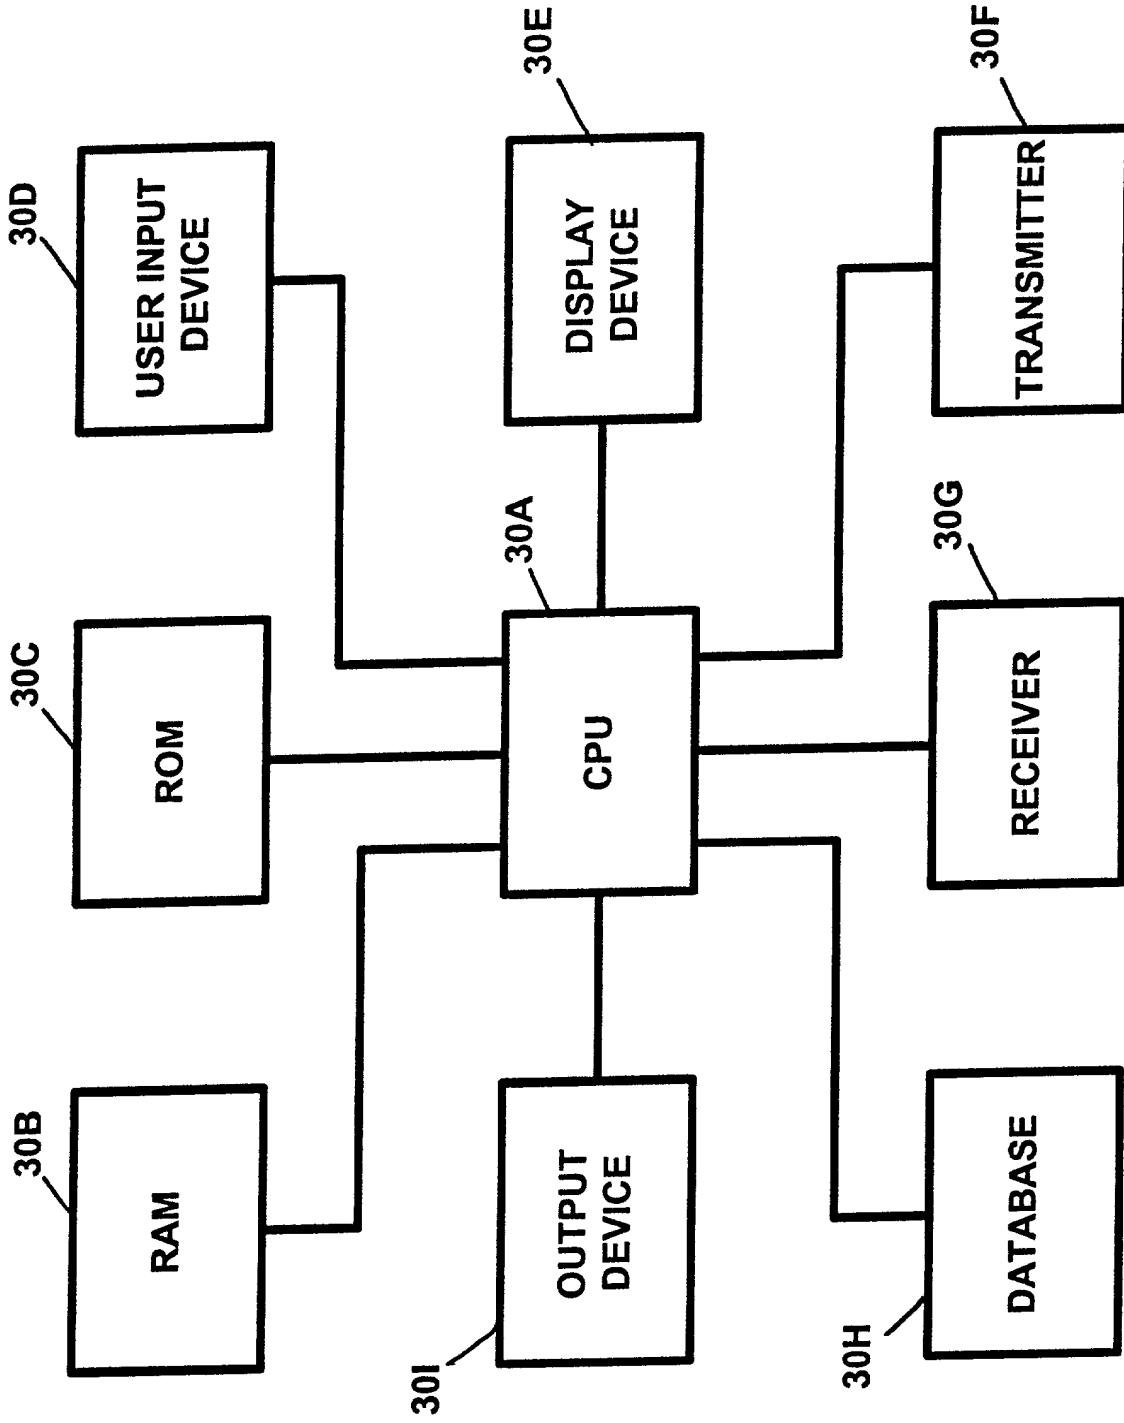 30B
RAM
30C
ROM
30D
USER INPUT
DEVICE
30I
OUTPUT
DEVICE
30A
CPU
30E
DISPLAY
DEVICE
30H
DATABASE
30G
RECEIVER
30F
TRANSMITTER